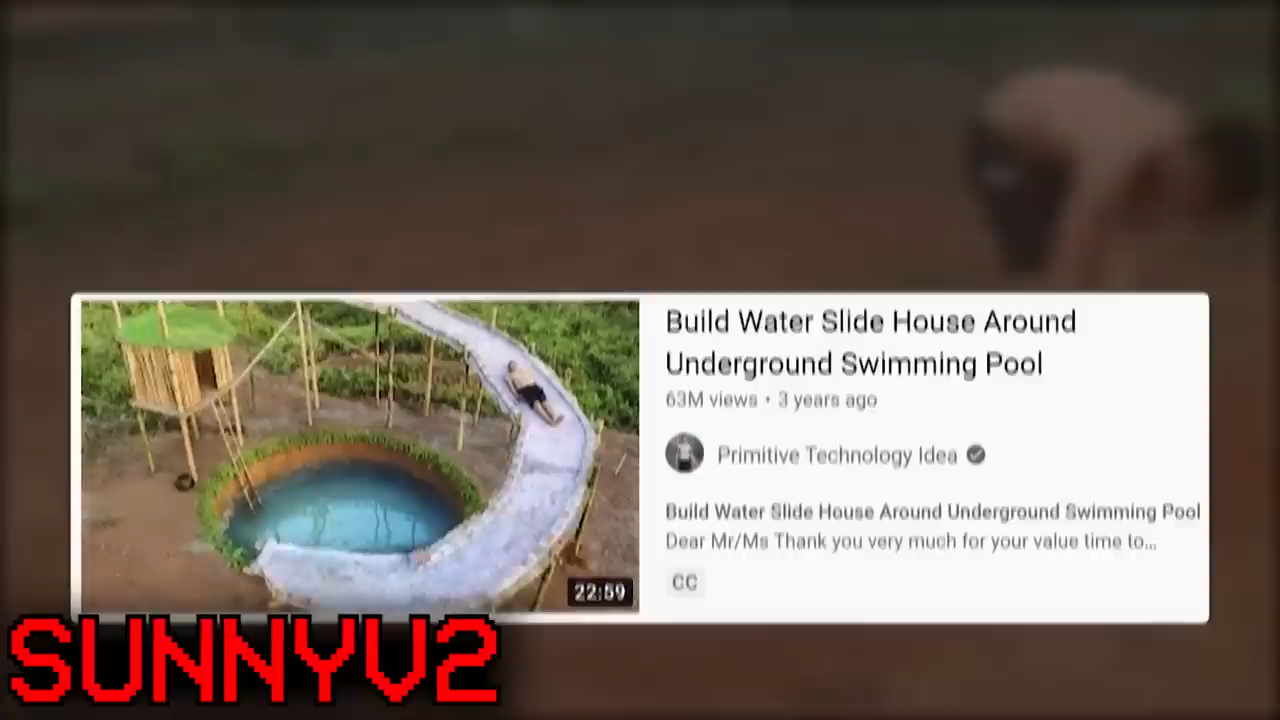 Build Water Slide House Around
Underground Swimming Pool
63M views • 3 years ago
Primitive Technology Idea
Build Water Slide House Around Underground Swimming Pool
Dear Mr/Ms Thank you very much for your value time to...
CC
22:59
SUNNYV2